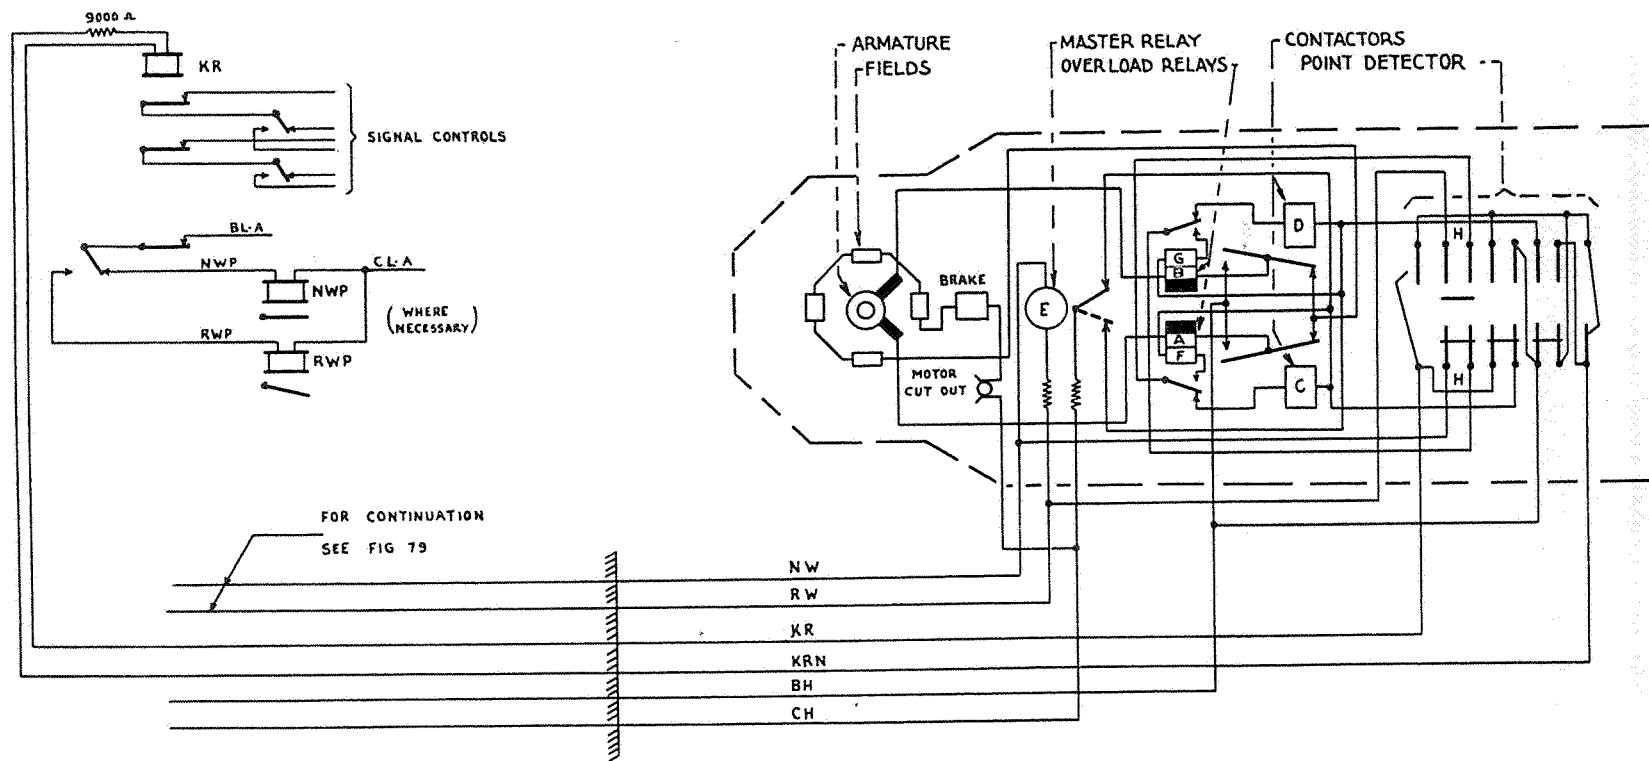 9000 Ω
KR
SIGNAL CONTROLS
BL-A
NWP
CL-A
NWP
(WHERE
NECESSARY)
RWP
RWP
ARMATURE
FIELDS
MASTER RELAY
OVERLOAD RELAYS
CONTACTORS
POINT DETECTOR
D
H
G
B
BRAKE
E
A
F
MOTOR
CUT OUT
C
H
FOR CONTINUATION
SEE FIG 79
NW
RW
KR
KRN
BH
CH